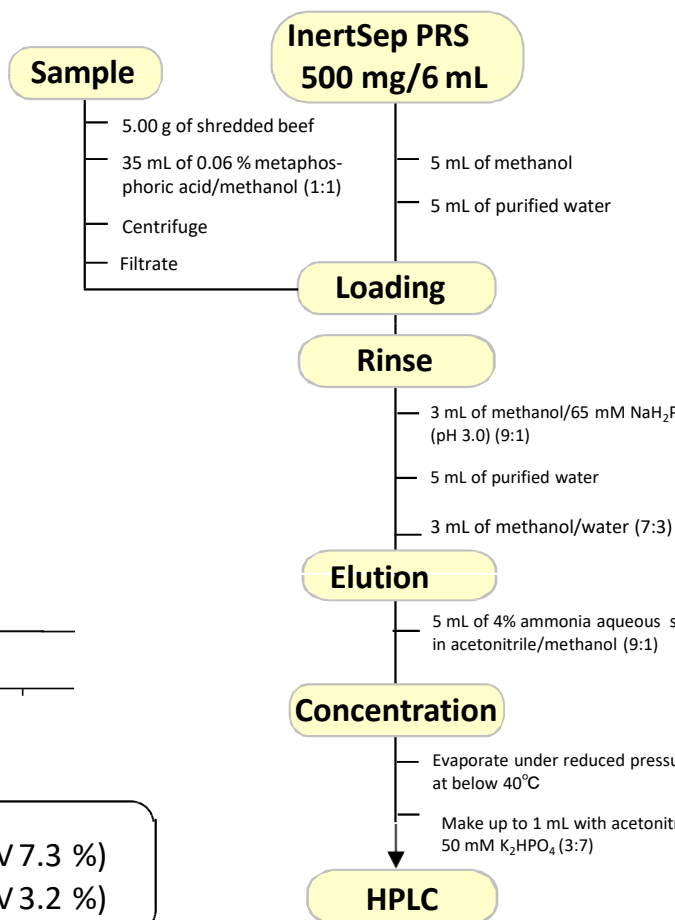 Sample
5.00 g of shredded beef
35 mL of 0.06 % metaphos-
phoric acid/methanol (1:1)
Centrifuge
Filtrate
InertSep PRS
500 mg/6 mL
5 mL of methanol
5 mL of purified water
Loading
Rinse
3 mL of methanol/65 mM
(pH 3.0) (9:1)
5 mL of purified water
3 mL of methanol/water (7:3)
Elution
5 mL of 4% ammonia aqueous
in acetonitrile/methanol (9:1)
Concentration
Evaporate under reduced
at below 40℃
Make up to 1 mL with
50 mM K₂HPO₄ (3:7)
HPLC
7.3 %)
3.2 %)